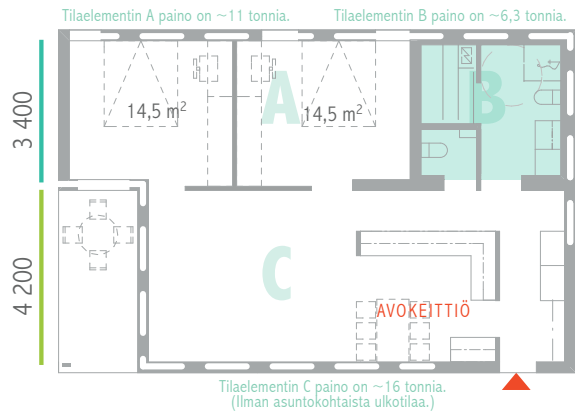 Tilaelementin A paino on ~11 tonnia.
Tilaelementin B paino on ~6,3 tonnia.
3 400
14,5 m²
A
14,5 m²
B
4 200
C
AVOKEITTIÖ
Tilaelementin C paino on ~16 tonnia.
(Ilman asuntokohtaista ulkotilaa.)